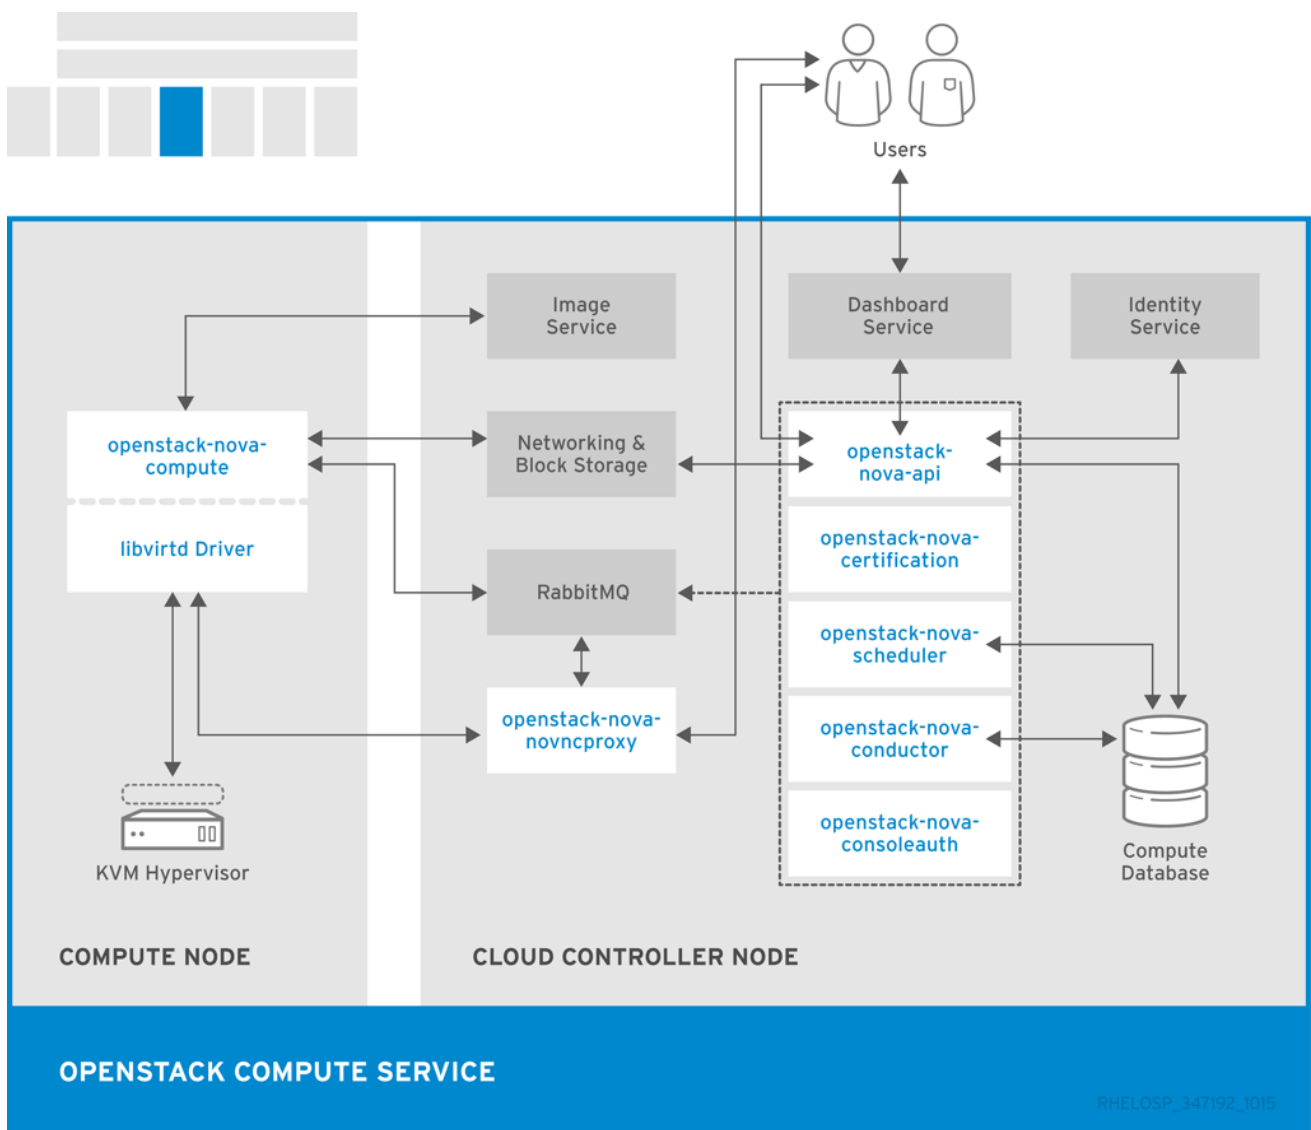 Users
Image
Service
Dashboard
Service
Identity
Service
openstack-nova-
compute
Networking &
Block Storage
openstack-
nova-api
libvirtd Driver
openstack-nova-
certification
RabbitMQ
openstack-nova-
scheduler
openstack-nova-
novncproxy
openstack-nova-
conductor
openstack-nova-
consoleauth
KVM Hypervisor
Compute
Database
COMPUTE NODE
CLOUD CONTROLLER NODE
OPENSTACK COMPUTE SERVICE
RHELOSP_347192_1015